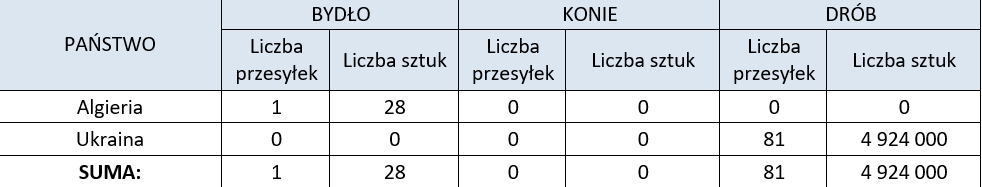 PAŃSTWO BYDŁO KONIE DRÓB
Liczba przesyłek Liczba sztuk Liczba przesyłek Liczba sztuk Liczba przesyłek Liczba sztuk
Algieria 1 28 0 0 0 0
Ukraina 0 0 0 0 81 4 924 000
SUMA: 1 28 0 0 81 4 924 000